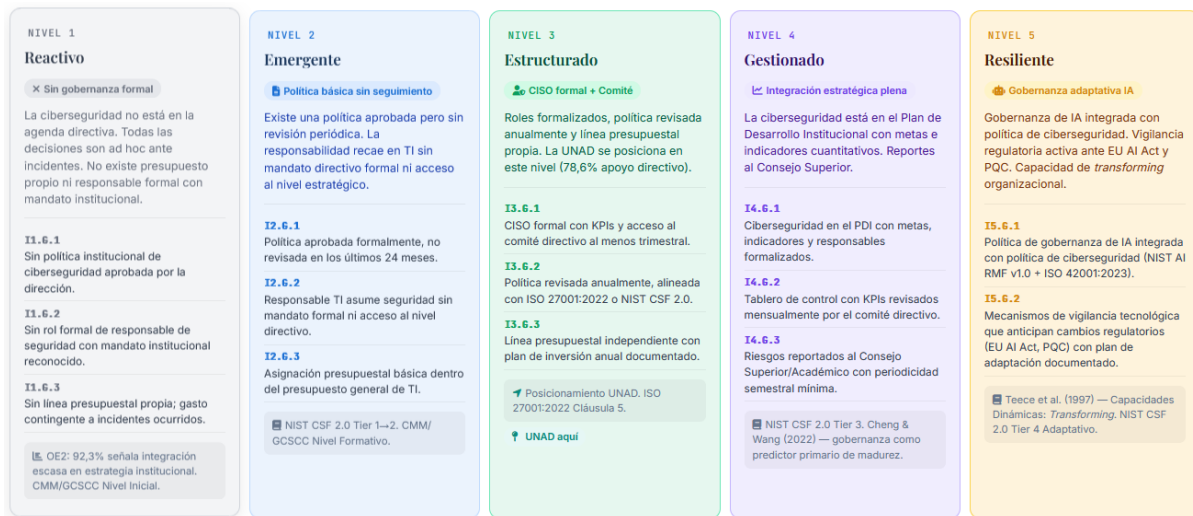 NIVEL 1
Reactivo
Sin gobernanza formal
La ciberseguridad no está en la
agenda directiva. Todas las
decisiones son ad hoc ante
incidentes. No existe presupuesto
propio ni responsable formal con
mandato institucional.
I1.6.1
Sin política institucional de
ciberseguridad aprobada por la
dirección.
I1.6.2
Sin rol formal de responsable de
seguridad con mandato institucional
reconocido.
I1.6.3
Sin línea presupuestal propia; gasto
contingente a incidentes ocurridos.
OE2: 92,3% señala integración
escasa en estrategia institucional.
CMM/GCSCC Nivel Inicial.
NIVEL 2
Emergente
Política básica sin seguimiento
Existe una política aprobada pero sin
revisión periódica. La
responsabilidad recae en TI sin
mandato directivo formal ni acceso
al nivel estratégico.
I2.6.1
Política aprobada formalmente, no
revisada en los últimos 24 meses.
I2.6.2
Responsable TI asume seguridad sin
mandato formal ni acceso al nivel
directivo.
I2.6.3
Asignación presupuestal básica dentro
del presupuesto general de TI.
NIST CSF 2.0 Tier 1→2. CMM/
GCSCC Nivel Formativo.
NIVEL 3
Estructurado
CISO formal + Comité
Roles formalizados, política revisada
anualmente y línea presupuestal
propia. La UNAD se posiciona en
este nivel (78,6% apoyo directivo).
I3.6.1
CISO formal con KPIs y acceso al
comité directivo al menos trimestral.
I3.6.2
Política revisada anualmente, alineada
con ISO 27001:2022 o NIST CSF 2.0.
I3.6.3
Línea presupuestal independiente con
plan de inversión anual documentado.
Posicionamiento UNAD. ISO
27001:2022 Cláusula 5.
UNAD aquí
NIVEL 4
Gestionado
Integración estratégica plena
La ciberseguridad está en el Plan de
Desarrollo Institucional con metas e
indicadores cuantitativos. Reportes
al Consejo Superior.
I4.6.1
Ciberseguridad en el PDI con metas,
indicadores y responsables
formalizados.
I4.6.2
Tablero de control con KPIs revisados
mensualmente por el comité directivo.
I4.6.3
Riesgos reportados al Consejo
Superior/Académico con periodicidad
semestral mínima.
NIST CSF 2.0 Tier 3. Cheng &
Wang (2022) — gobernanza como
predictor primario de madurez.
NIVEL 5
Resiliente
Gobernanza adaptativa IA
Gobernanza de IA integrada con
política de ciberseguridad. Vigilancia
regulatoria activa ante EU AI Act y
PQC. Capacidad de transforming
organizacional.
I5.6.1
Política de gobernanza de IA integrada
con política de ciberseguridad (NIST AI
RMF v1.0 + ISO 42001:2023).
I5.6.2
Mecanismos de vigilancia tecnológica
que anticipan cambios regulatorios
(EU AI Act, PQC) con plan de
adaptación documentado.
Teece et al. (1997) — Capacidades
Dinámicas: Transforming. NIST CSF
2.0 Tier 4 Adaptativo.